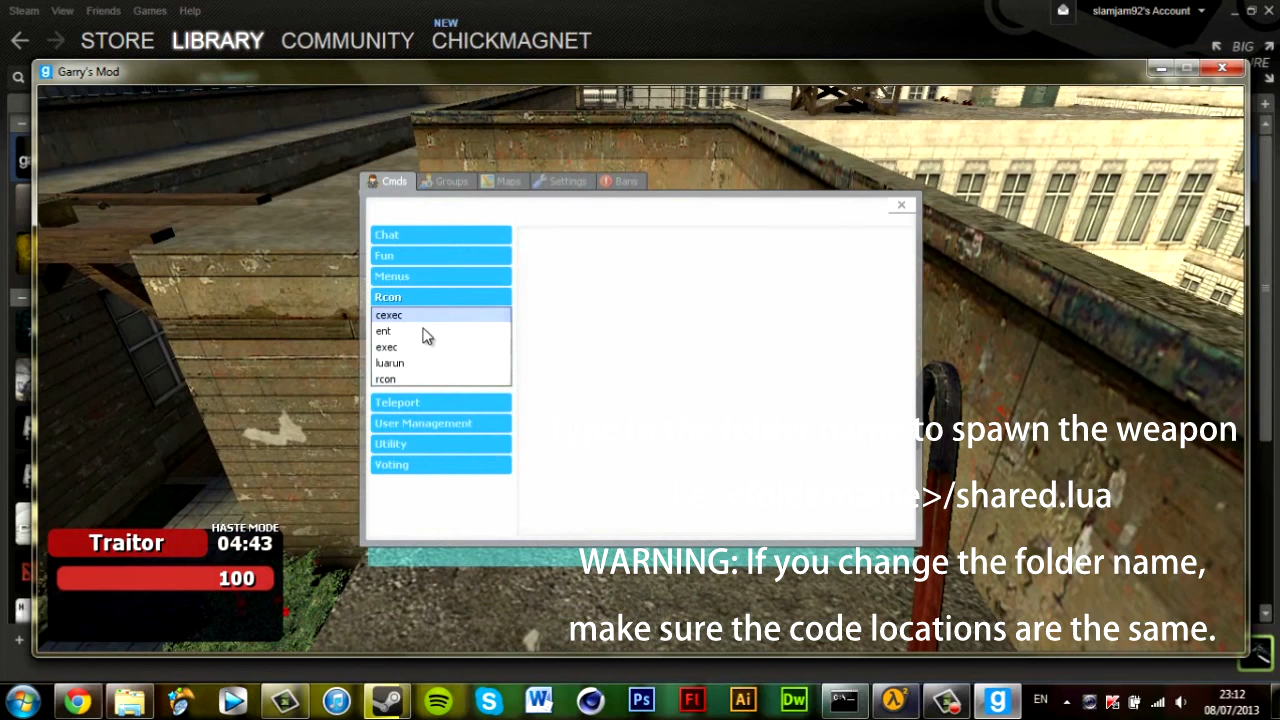 Steam View Friends Games Help
slamjam92's Account
NEW
STORE LIBRARY COMMUNITY CHICKMAGNET
BIG
Garry's Mod
Cmds Groups Maps Settings Bans
Chat
Fun
Menus
Rcon
cexec
ent
exec
luarun
rcon
Teleport
User Management
Utility
Voting
to spawn the weapon
>/shared.lua
WARNING: If you change the folder name,
make sure the code locations are the same.
HASTE MODE
Traitor 04:43
100
EN
23:12
08/07/2013